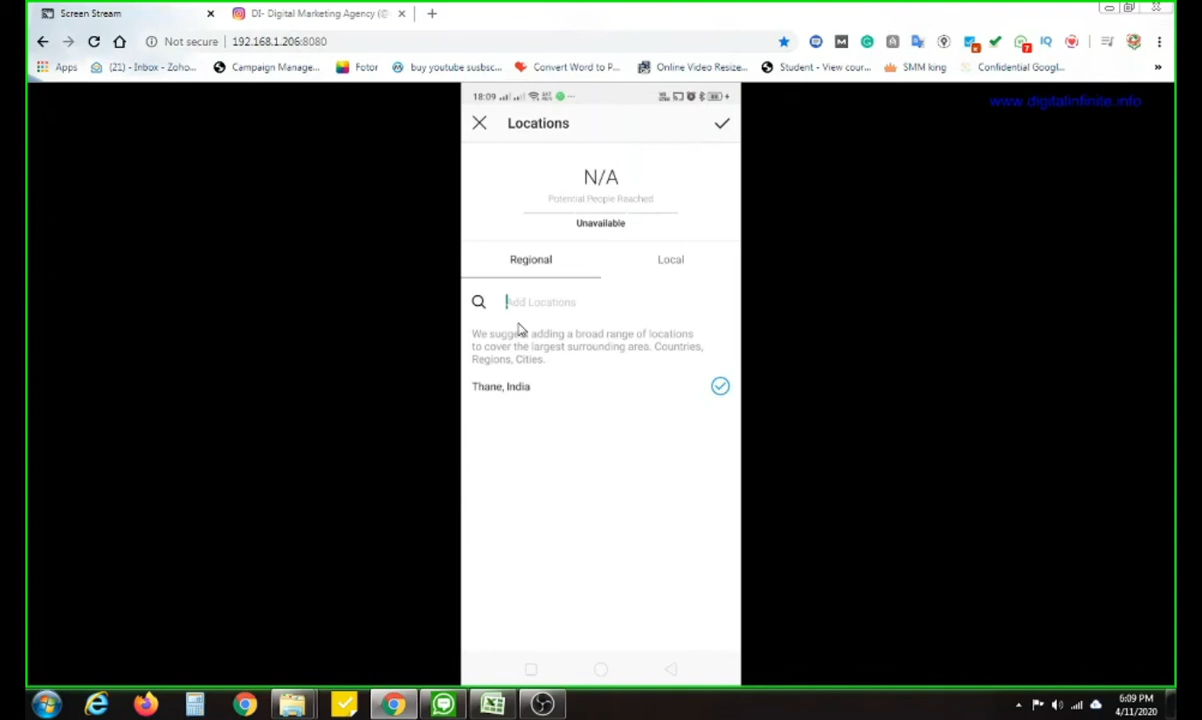 Screen Stream
DI- Digital Marketing Agency (@
Not secure
192.168.1.206:8080
Apps
(21) - Inbox - Zoho...
Campaign Manage...
Fotor
buy youtube susbsc...
Convert Word to P...
Online Video Resize...
Student - View cour...
SMM king
Confidential Googl...
»
www.digitalinfinite.info
18:09
Locations
N/A
Potential People Reached
Unavailable
Regional
Local
Add Locations
We suggest adding a broad range of locations
to cover the largest surrounding area. Countries,
Regions, Cities.
Thane, India
6:09 PM
4/11/2020